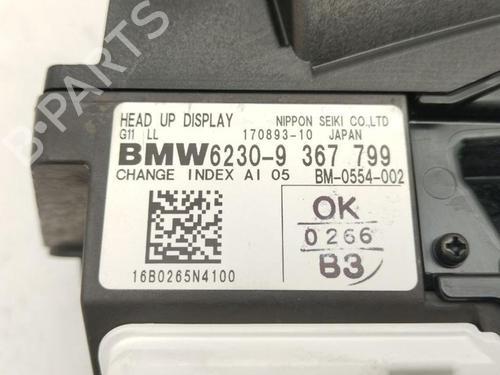 B-PARTS
HEAD UP DISPLAY NIPPON SEIKI CO.,LTD
G11 LL 170893-10 JAPAN
BMW6230-9 367 799
CHANGE INDEX AI 05 BM-0554-002
OK
0266
B3
16B0265N4100